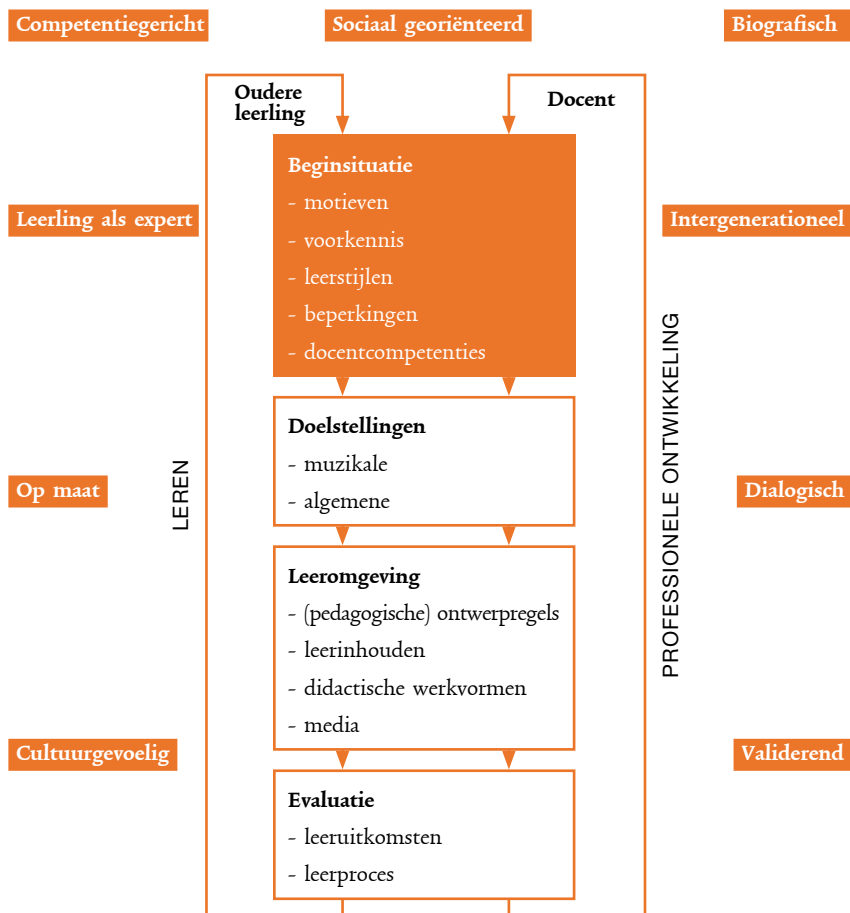 Competentiegericht
Sociaal georiënteerd
Biografisch
Oudere
leerling
Docent
Beginsituatie
- motieven
- voorkennis
- leerstijlen
- beperkingen
- docentcompetenties
Leerling als expert
Intergenerationeel
Doelstellingen
- muzikale
- algemene
Op maat
LEREN
Dialogisch
PROFESSIONELE ONTWIKKELING
Leeromgeving
- (pedagogische) ontwerpregels
- leerinhouden
- didactische werkvormen
- media
Cultuurgevoelig
Validerend
Evaluatie
- leeruitkomsten
- leerproces